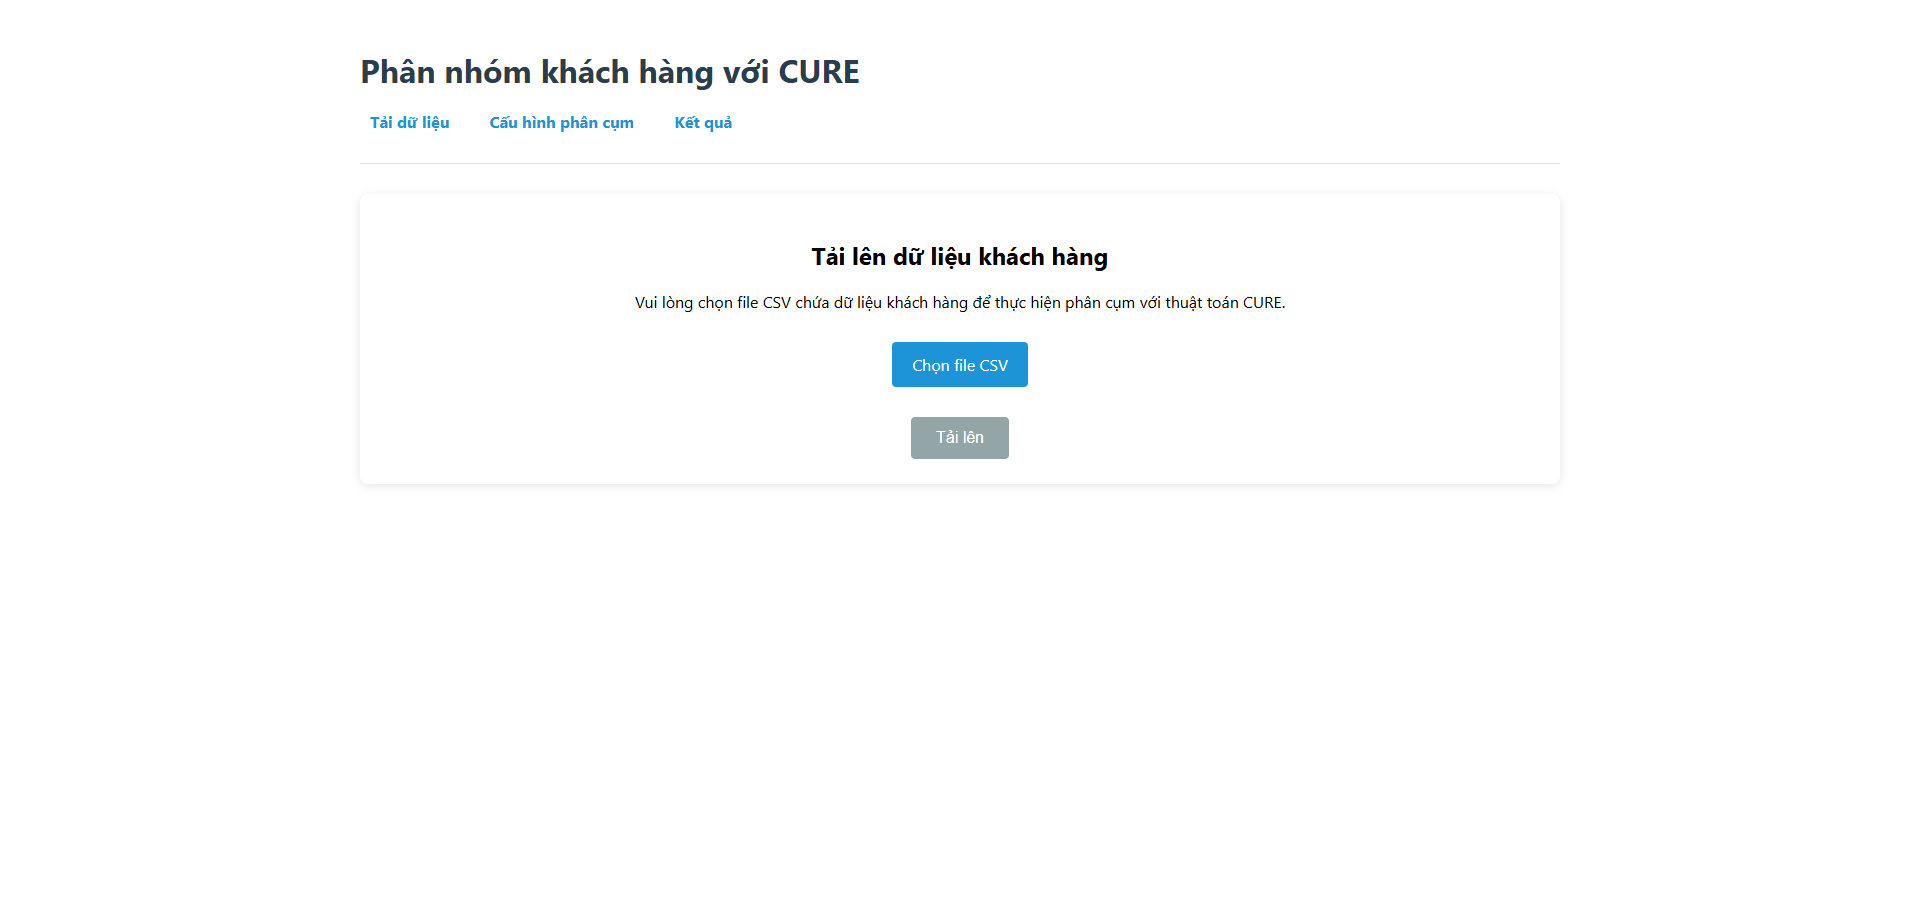 Phân nhóm khách hàng với CURE
Tải dữ liệu Cấu hình phân cụm Kết quả
Tải lên dữ liệu khách hàng
Vui lòng chọn file CSV chứa dữ liệu khách hàng để thực hiện phân cụm với thuật toán CURE.
Chọn file CSV
Tải lên